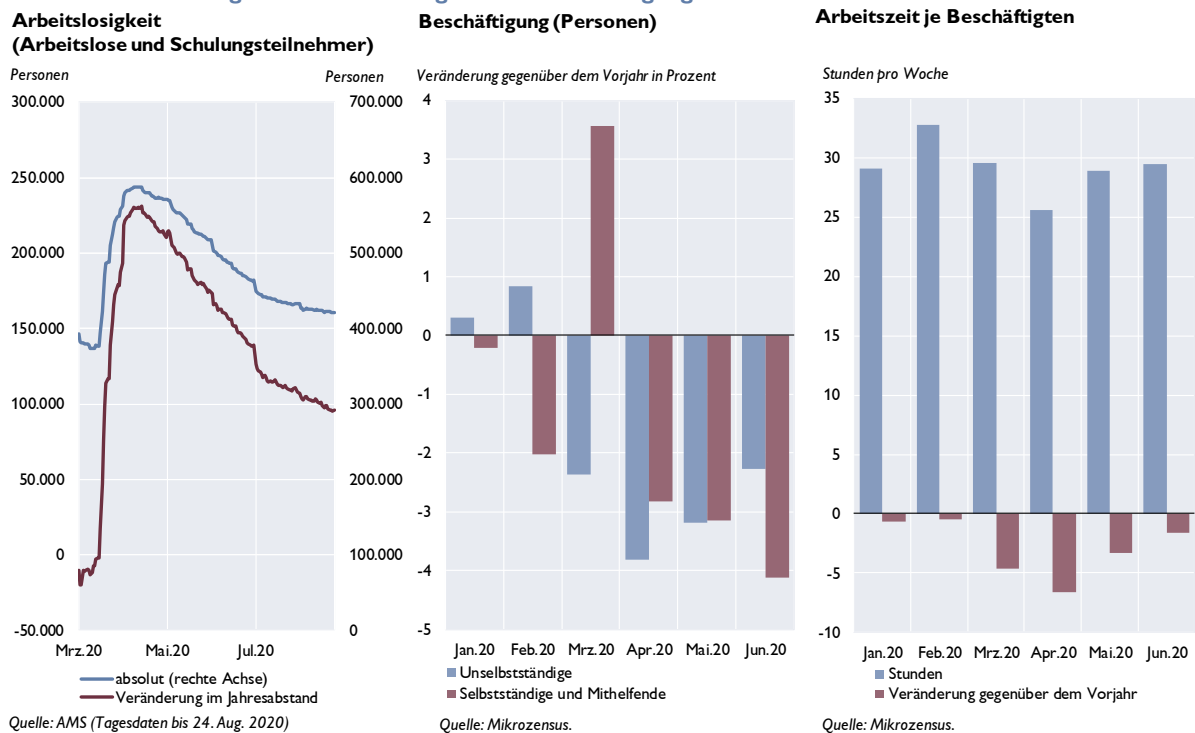 Arbeitslosigkeit
(Arbeitslose und Schulungsteilnehmer)
Personen
Personen
300.000
250.000
200.000
150.000
100.000
50.000
0
-50.000
700.000
600.000
500.000
400.000
300.000
200.000
100.000
0
Mrz.20 Mai.20 Jul.20
absolut (rechte Achse)
Veränderung im Jahresabstand
Quelle: AMS (Tagesdaten bis 24. Aug. 2020)
Beschäftigung (Personen)
Veränderung gegenüber dem Vorjahr in Prozent
4
3
2
1
0
-1
-2
-3
-4
-5
Jan.20 Feb.20 Mrz.20 Apr.20 Mai.20 Jun.20
Unselbstständige
Selbstständige und Mithelfende
Quelle: Mikrozensus.
Arbeitszeit je Beschäftigten
Stunden pro Woche
35
30
25
20
15
10
5
0
-5
-10
Jan.20 Feb.20 Mrz.20 Apr.20 Mai.20 Jun.20
Stunden
Veränderung gegenüber dem Vorjahr
Quelle: Mikrozensus.